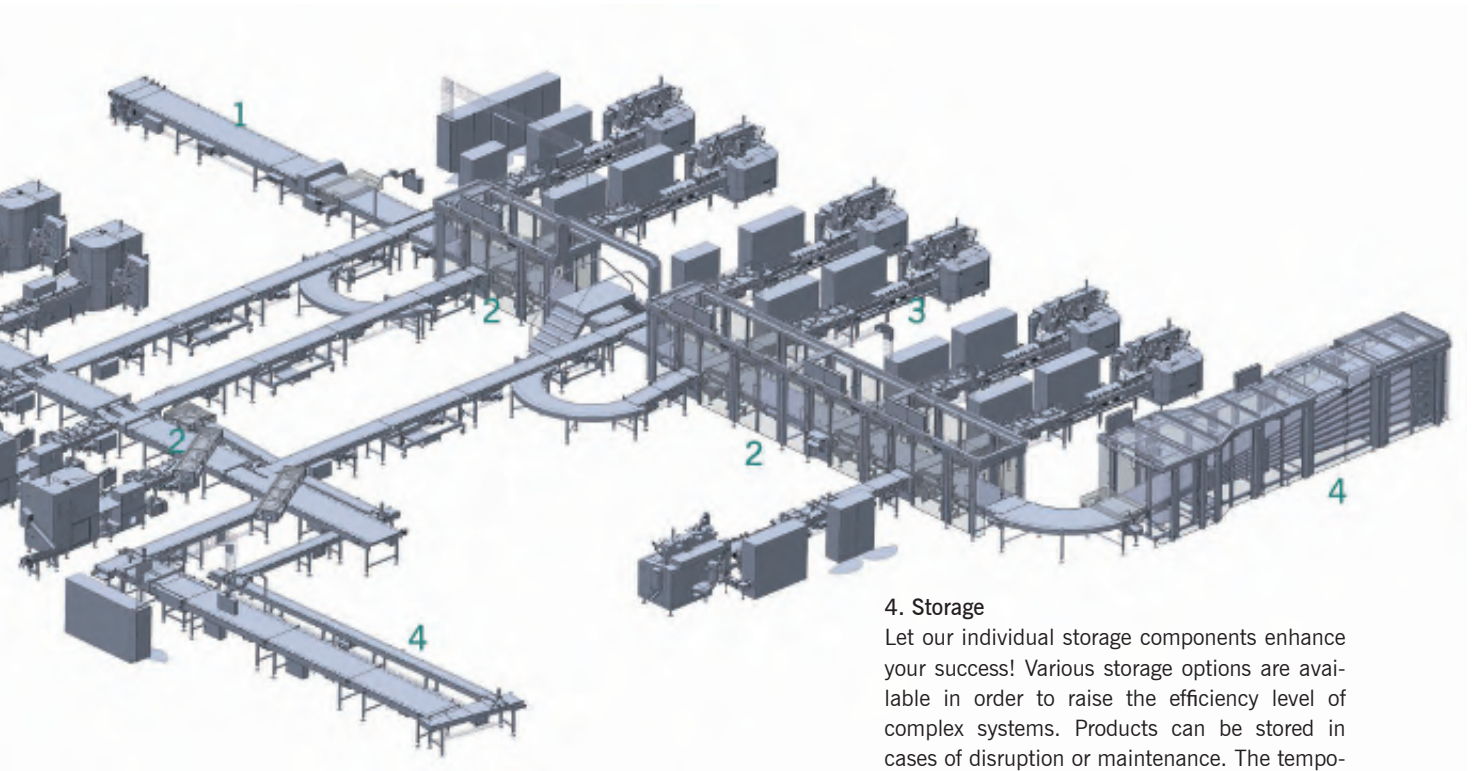 1
2
3
2
2
4
4
4. Storage
Let our individual storage components enhance
your success! Various storage options are avai-
lable in order to raise the efficiency level of
complex systems. Products can be stored in
cases of disruption or maintenance. The tempo-